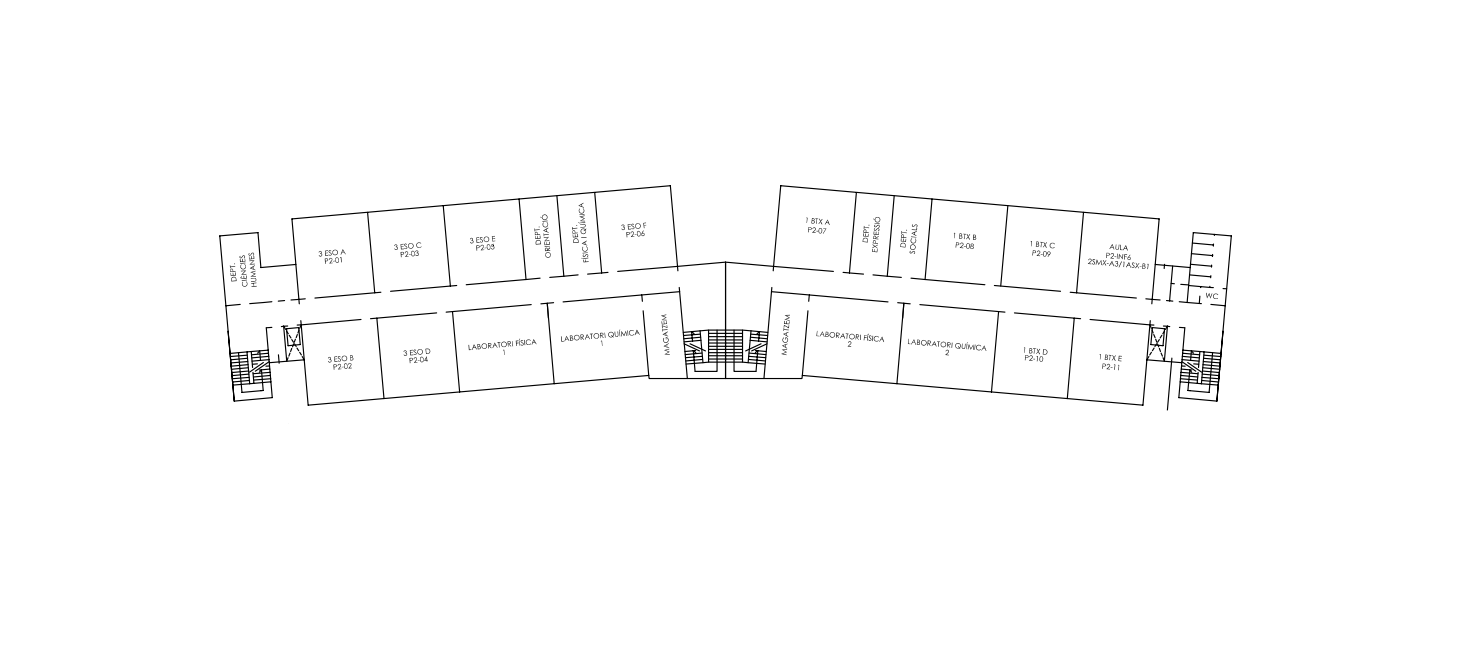 DEPT.
CIÈNCIES
HUMANES
3 ESO A
P2-01
3 ESO C
P2-03
3 ESO E
P2-05
DEPT.
ORIENTACIÓ
DEPT.
FÍSICA I QUÍMICA
3 ESO F
P2-06
1 BTX A
P2-07
DEPT.
EXPRESSIÓ
DEPT.
SOCIALS
1 BTX B
P2-08
1 BTX C
P2-09
AULA
P2-INF6
2SMX-A3/1ASX-B1
WC
3 ESO B
P2-02
3 ESO D
P2-04
LABORATORI FÍSICA
1
LABORATORI QUÍMICA
1
MAGATZEM
MAGATZEM
LABORATORI FÍSICA
2
LABORATORI QUÍMICA
2
1 BTX D
P2-10
1 BTX E
P2-11